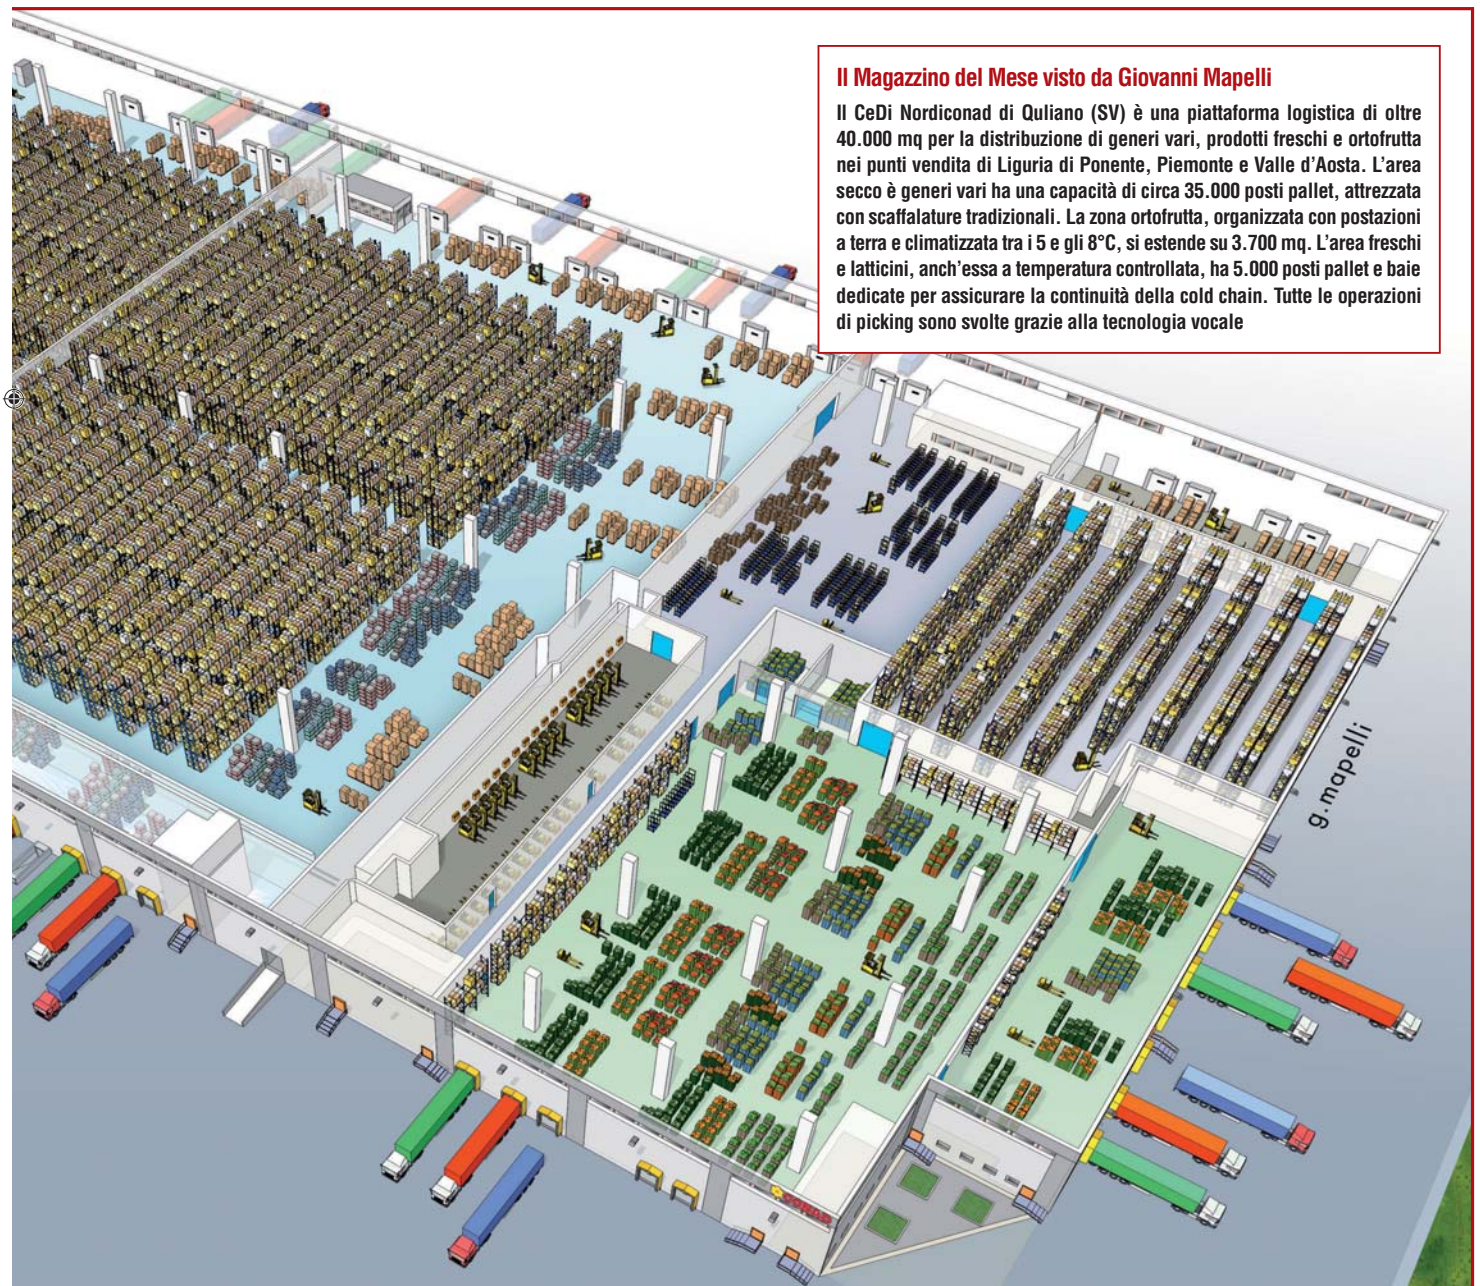 Il Magazzino del Mese visto da Giovanni Mapelli
Il CeDi Nordiconad di Quliano (SV) è una piattaforma logistica di oltre
40.000 mq per la distribuzione di generi vari, prodotti freschi e ortofrutta
nei punti vendita di Liguria di Ponente, Piemonte e Valle d’Aosta. L’area
secco è generi vari ha una capacità di circa 35.000 posti pallet, attrezzata
con scaffalature tradizionali. La zona ortofrutta, organizzata con postazioni
a terra e climatizzata tra i 5 e gli 8°C, si estende su 3.700 mq. L’area freschi
e latticini, anch’essa a temperatura controllata, ha 5.000 posti pallet e baie
dedicate per assicurare la continuità della cold chain. Tutte le operazioni
di picking sono svolte grazie alla tecnologia vocale
g. mapelli
CONAD